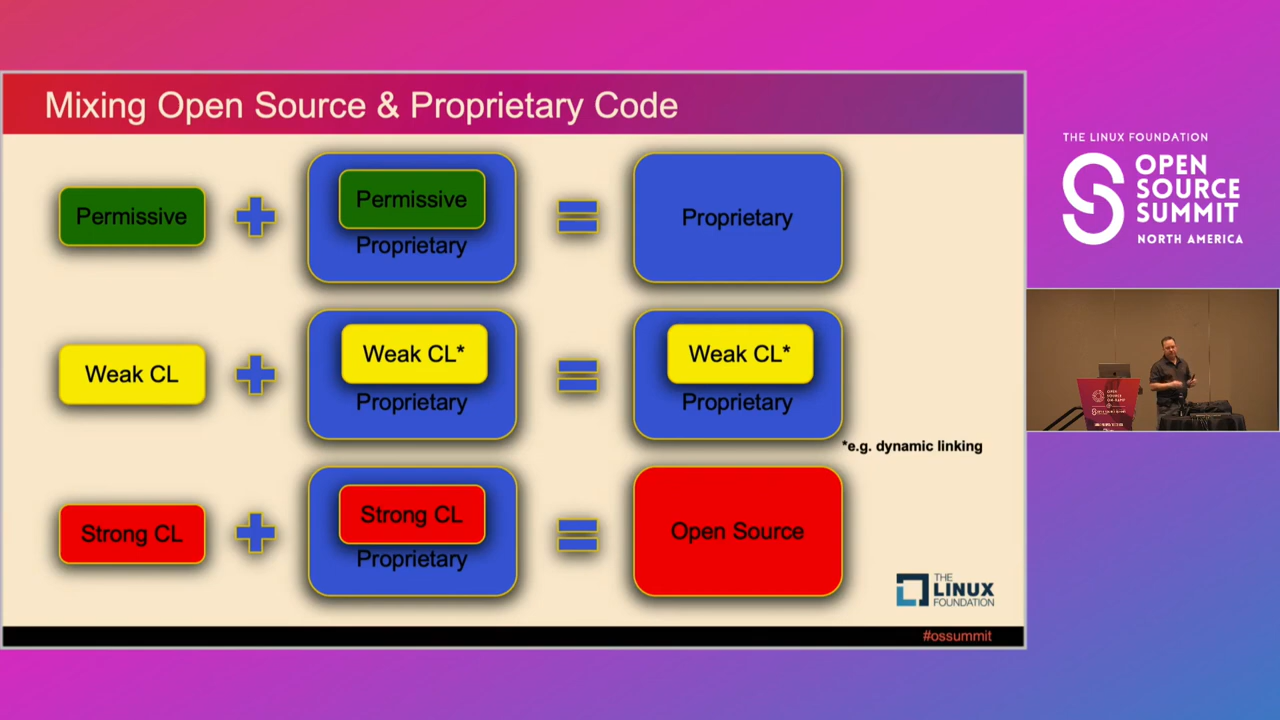 Mixing Open Source & Proprietary Code
Permissive
Permissive
Proprietary
Proprietary
Weak CL
Weak CL*
Proprietary
Weak CL*
Proprietary
*e.g. dynamic linking
Strong CL
Strong CL
Proprietary
Open Source
THE
LINUX
FOUNDATION
#ossummit
THE LINUX FOUNDATION
OPEN
SOURCE
SUMMIT
NORTH AMERICA